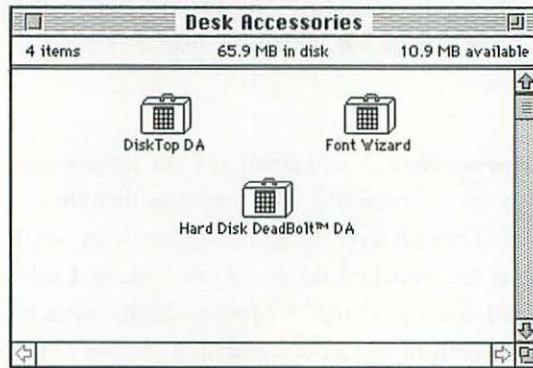 Desk Accessories
4 items 65.9 MB in disk 10.9 MB available
DiskTop DA Font Wizard
Hard Disk DeadBolt™ DA